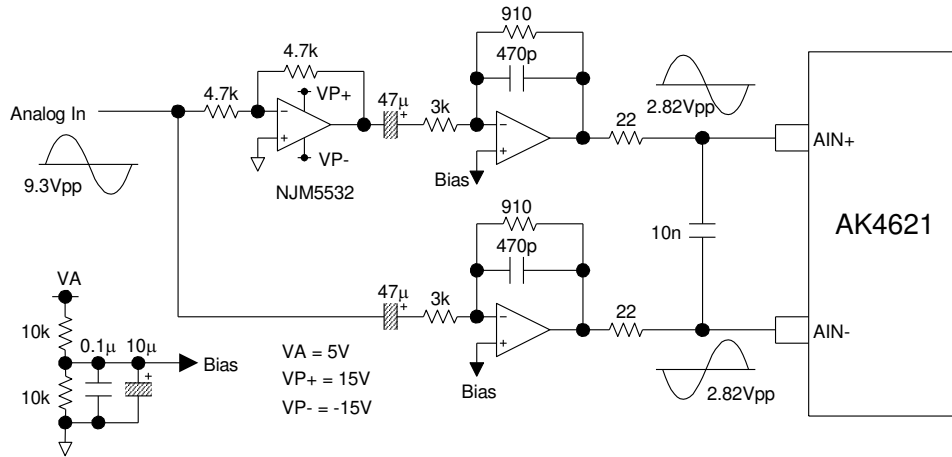 910
4.7k
470p
4.7k
VP+
47µ
+
3k
2.82Vpp
Analog In
−
+
−
+
22
AIN+
9.3Vpp
VP-
NJM5532
Bias
910
10n
AK4621
470p
VA
47µ
+
3k
22
AIN-
10k
0.1µ
10µ
+
Bias
−
+
VA = 5V
VP+ = 15V
VP- = -15V
10k
Bias
2.82Vpp